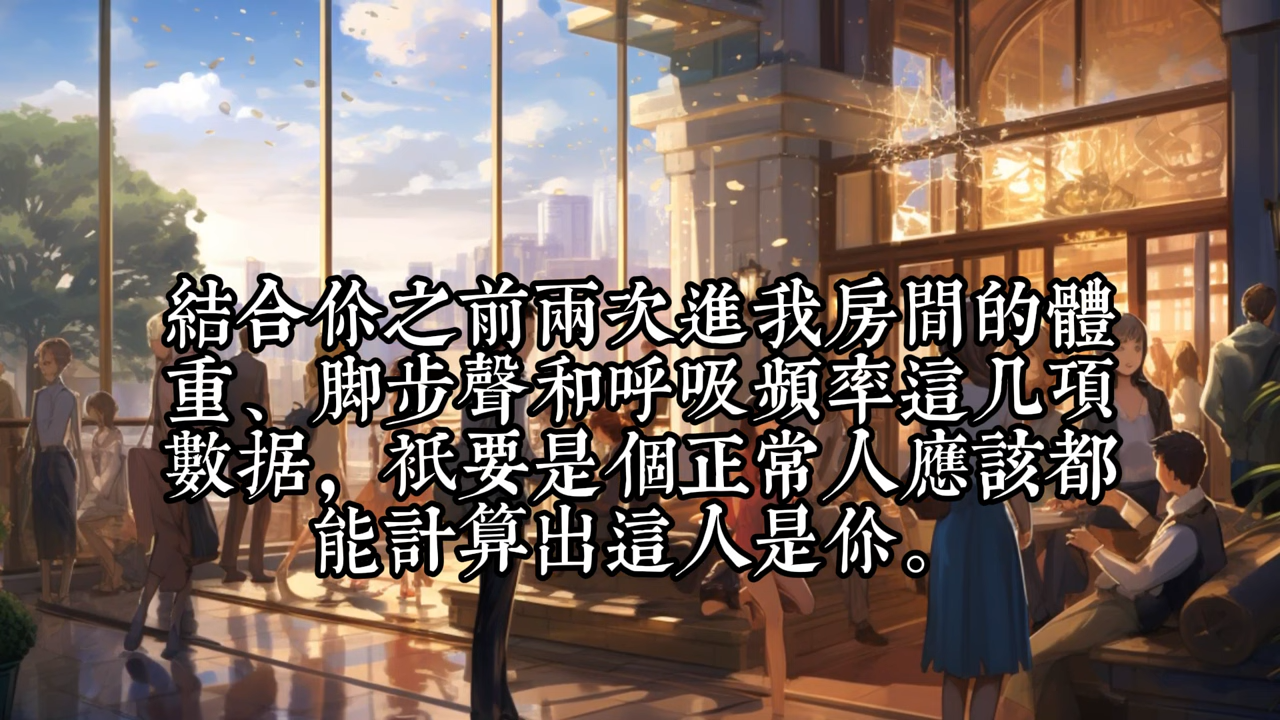 結合你之前兩次進我房間的體
重、脚步聲和呼吸頻率這几項
數据，衹要是個正常人應該都
能計算出這人是你。